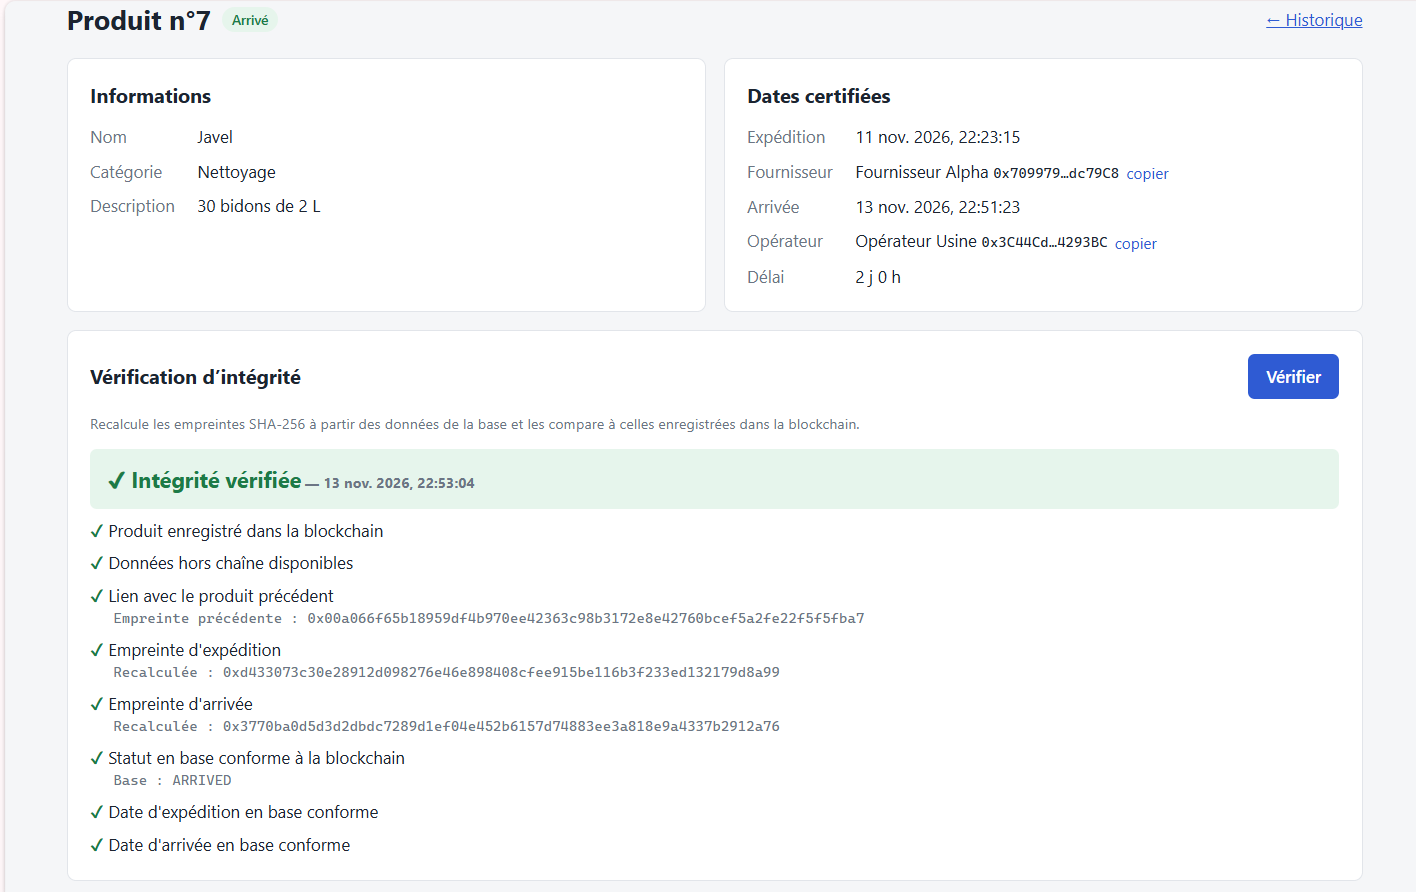 Produit n°7 Arrivé
← Historique
Informations
Nom Javel
Catégorie Nettoyage
Description 30 bidons de 2 L
Dates certifiées
Expédition 11 nov. 2026, 22:23:15
Fournisseur Fournisseur Alpha 0x709979…dc79C8 copier
Arrivée 13 nov. 2026, 22:51:23
Opérateur Opérateur Usine 0x3C44Cd…4293BC copier
Délai 2 j 0 h
Vérification d’intégrité
Vérifier
Recalcule les empreintes SHA-256 à partir des données de la base et les compare à celles enregistrées dans la blockchain.
✓ Intégrité vérifiée — 13 nov. 2026, 22:53:04
✓ Produit enregistré dans la blockchain
✓ Données hors chaîne disponibles
✓ Lien avec le produit précédent
Empreinte précédente : 0x00a066f65b18959df4b970ee42363c98b3172e8e42760bcef5a2fe22f5f5fba7
✓ Empreinte d'expédition
Recalculée : 0xd433073c30e28912d098276e46e898408cfee915be116b3f233ed132179d8a99
✓ Empreinte d'arrivée
Recalculée : 0x3770ba0d5d3d2dbdc7289d1ef04e452b6157d74883ee3a818e9a4337b2912a76
✓ Statut en base conforme à la blockchain
Base : ARRIVED
✓ Date d'expédition en base conforme
✓ Date d'arrivée en base conforme